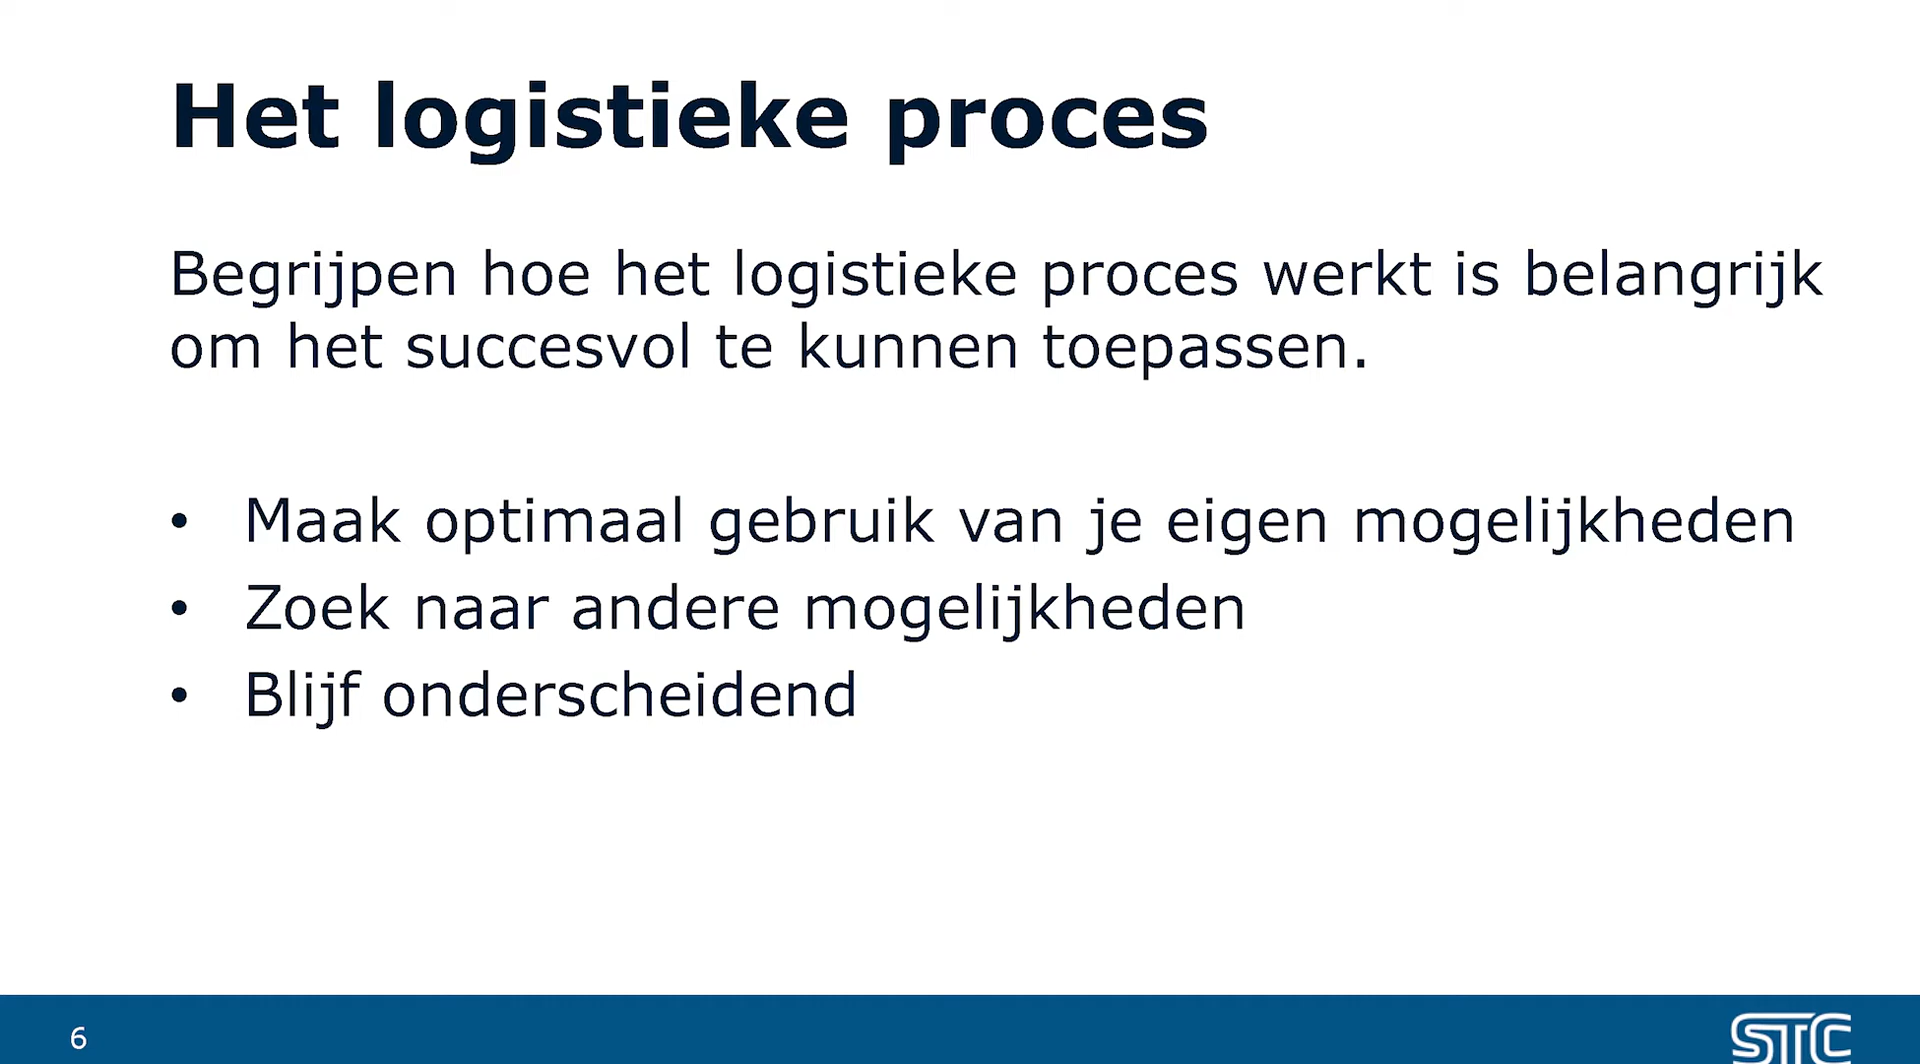 Het logistieke proces
Begrijpen hoe het logistieke proces werkt is belangrijk
om het succesvol te kunnen toepassen.
• Maak optimaal gebruik van je eigen mogelijkheden
• Zoek naar andere mogelijkheden
• Blijf onderscheidend
6
STC